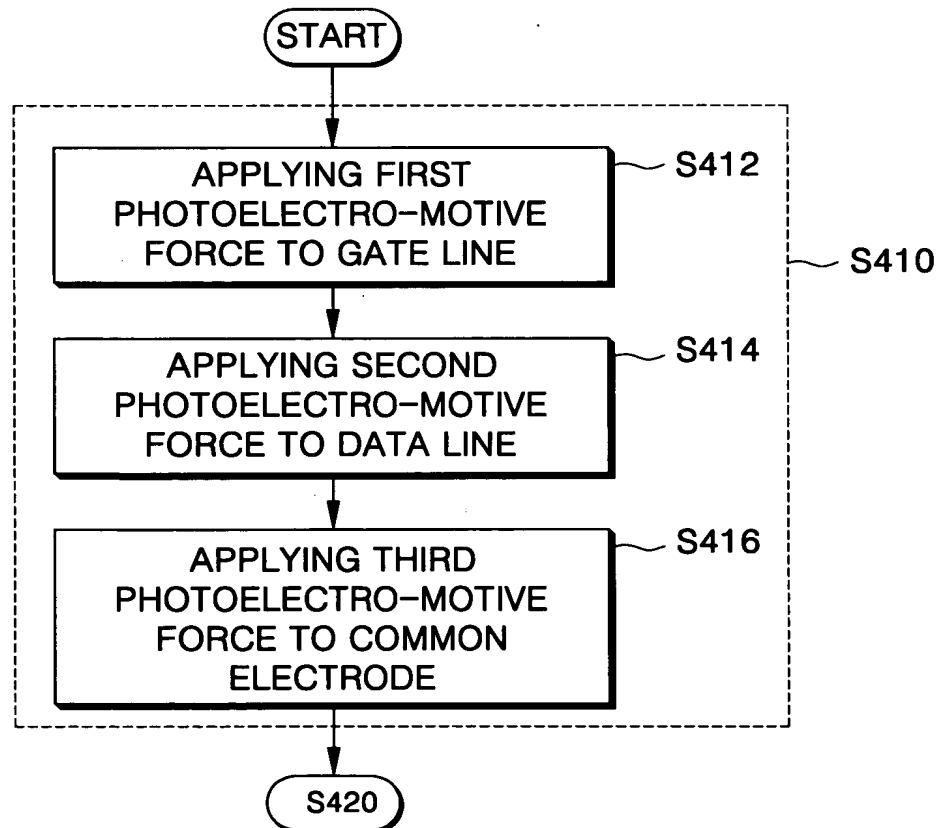 START
APPLYING FIRST
PHOTOELECTRO-MOTIVE
FORCE TO GATE LINE
S412
S410
APPLYING SECOND
PHOTOELECTRO-MOTIVE
FORCE TO DATA LINE
S414
APPLYING THIRD
PHOTOELECTRO-MOTIVE
FORCE TO COMMON
ELECTRODE
S416
S420